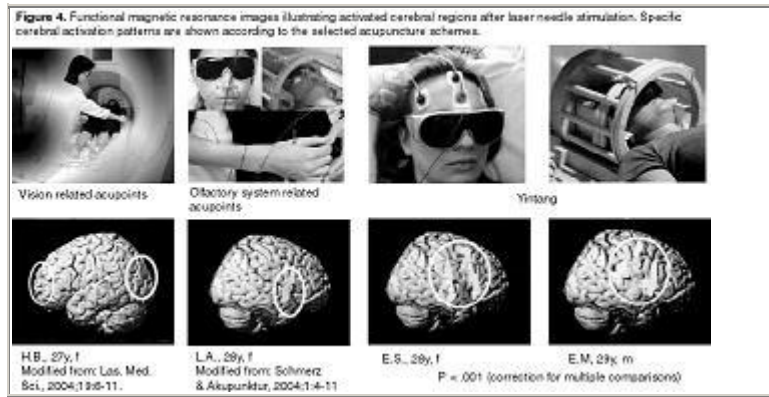 Figure 4. Functional magnetic resonance images illustrating activated cerebral regions after laser needle stimulation. Specific
cerebral activation patterns are shown according to the selected acupuncture schemes.
Vision related acupoints
Olfactory system related
acupoints
Yintang
H.B., 27y, f
Modified from: Las. Med.
Sci., 2004;19:6-11.
L.A., 28y, f
Modified from: Schmerz
& Akupunktur, 2004;1:4-11
E.S., 28y, f
E.M, 29y, m
P = .001 (correction for multiple comparisons)